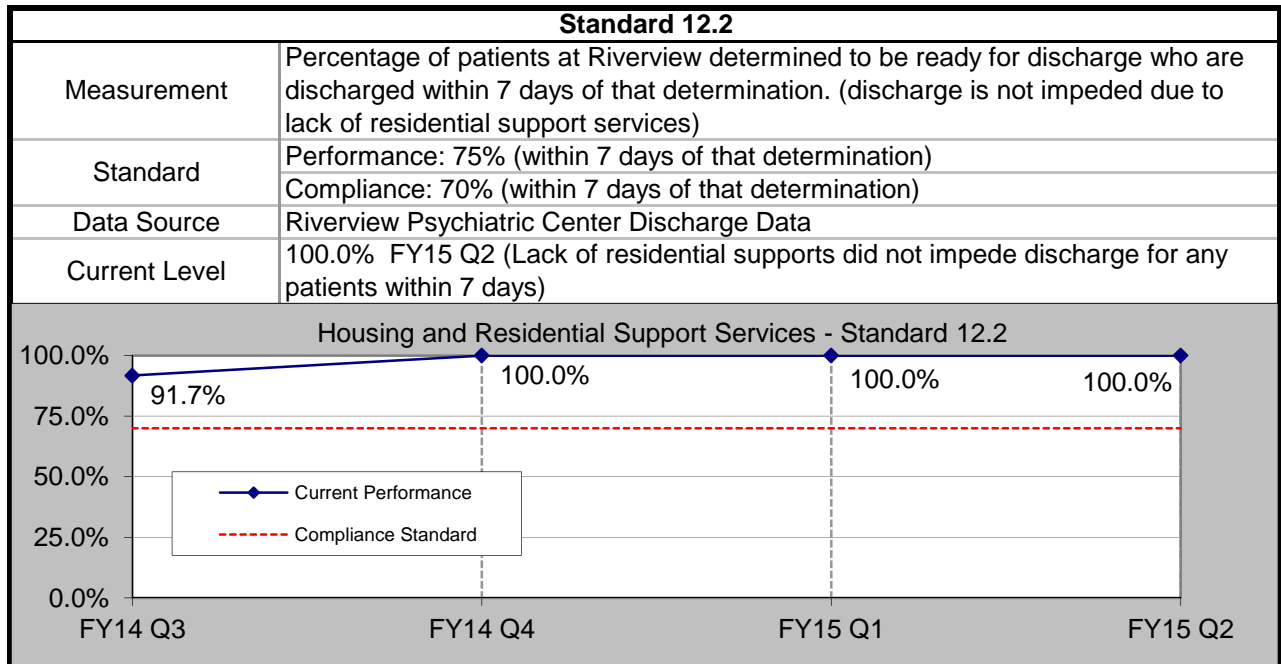 Standard 12.2
Measurement
Percentage of patients at Riverview determined to be ready for discharge who are
discharged within 7 days of that determination. (discharge is not impeded due to
lack of residential support services)
Standard
Performance: 75% (within 7 days of that determination)
Compliance: 70% (within 7 days of that determination)
Data Source
Riverview Psychiatric Center Discharge Data
Current Level
100.0%  FY15 Q2 (Lack of residential supports did not impede discharge for any
patients within 7 days)
Housing and Residential Support Services - Standard 12.2
100.0%
75.0%
50.0%
25.0%
0.0%
91.7%
100.0%
100.0%
100.0%
Current Performance
Compliance Standard
FY14 Q3
FY14 Q4
FY15 Q1
FY15 Q2